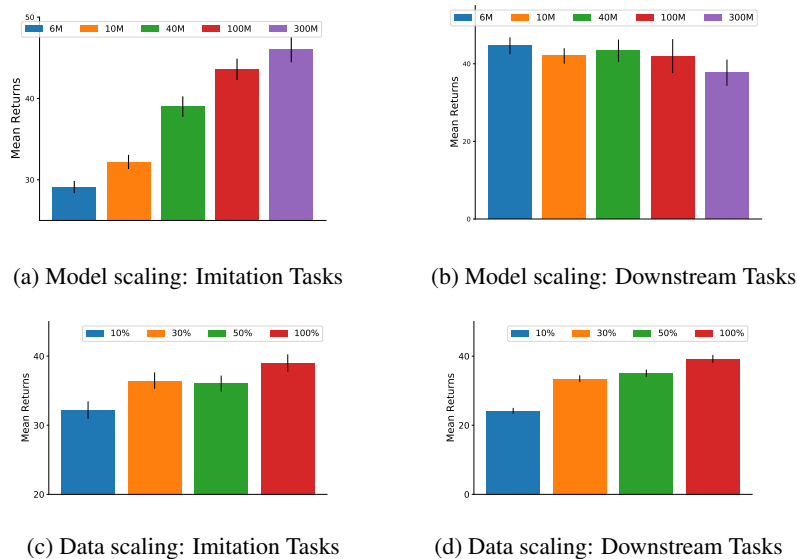 50
6M 10M 40M 100M 300M
40
30
Mean Returns
(a) Model scaling: Imitation Tasks
6M 10M 40M 100M 300M
40
20
0
Mean Returns
(b) Model scaling: Downstream Tasks
10% 30% 50% 100%
40
30
20
Mean Returns
(c) Data scaling: Imitation Tasks
10% 30% 50% 100%
40
20
0
Mean Returns
(d) Data scaling: Downstream Tasks